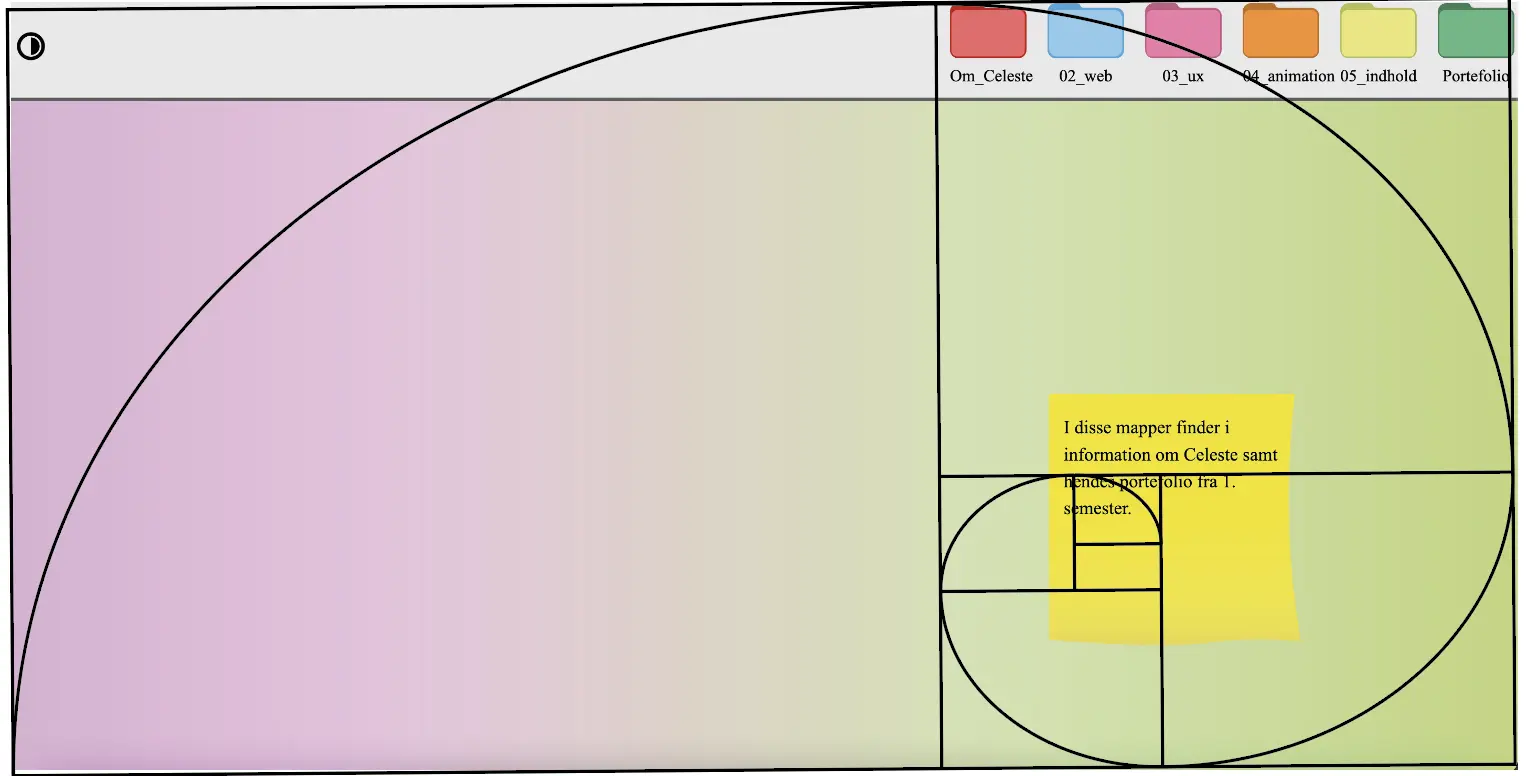 Om_Celeste 02_web 03_ux 04_animation 05_indhold Portefolio
I disse mapper finder i
information om Celeste samt
hendes portefolio fra 1.
semester.